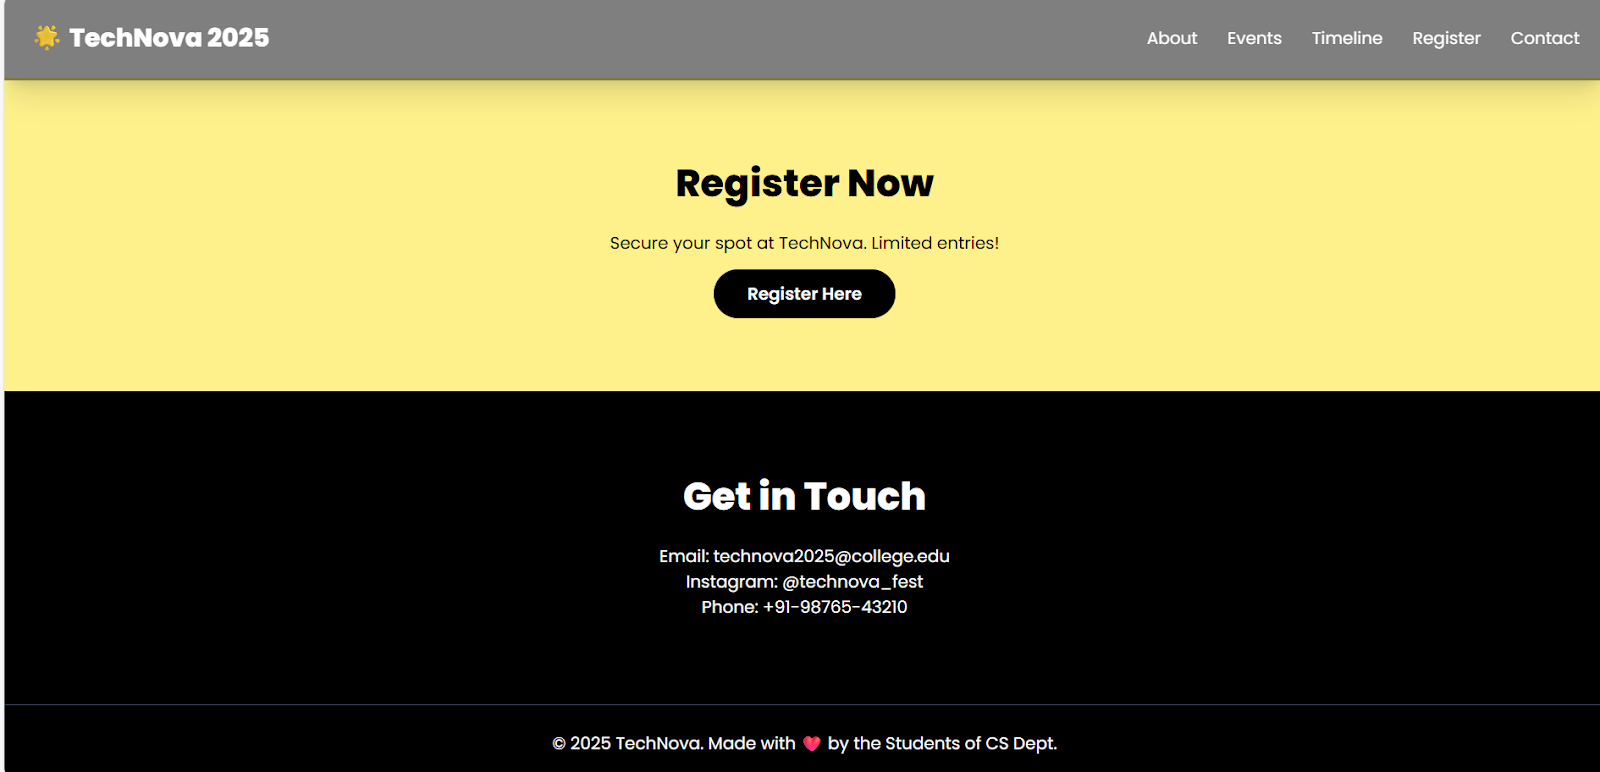 🌟 TechNova 2025
About Events Timeline Register Contact
Register Now
Secure your spot at TechNova. Limited entries!
Register Here
Get in Touch
Email: technova2025@college.edu
Instagram: @technova_fest
Phone: +91-98765-43210
© 2025 TechNova. Made with ❤️ by the Students of CS Dept.